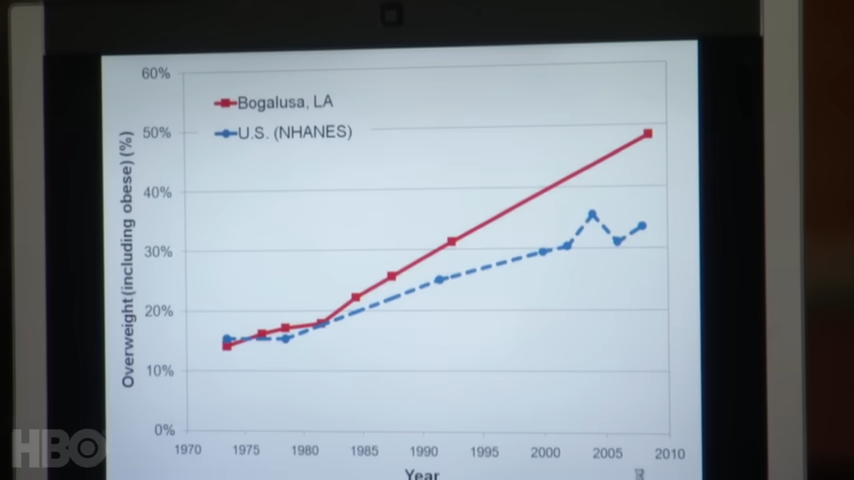 60%
Bogalusa, LA
50%
U.S. (NHANES)
40%
30%
20%
10%
0%
Overweight (including obese) (%)
1970 1975 1980 1985 1990 1995 2000 2005 2010
Year
HBO